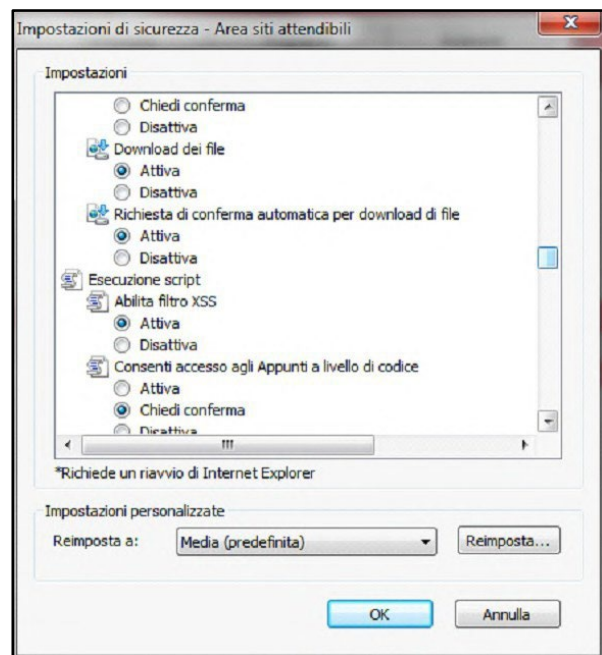 Impostazioni di sicurezza - Area siti attendibili
Impostazioni
Chiedi conferma
Disattiva
Download dei file
Attiva
Disattiva
Richiesta di conferma automatica per download di file
Attiva
Disattiva
Esecuzione script
Abilita filtro XSS
Attiva
Disattiva
Consenti accesso agli Appunti a livello di codice
Attiva
Chiedi conferma
Disattiva
*Richiede un riavvio di Internet Explorer
Impostazioni personalizzate
Reimposta a: Media (predefinita) Reimposta...
OK Annulla